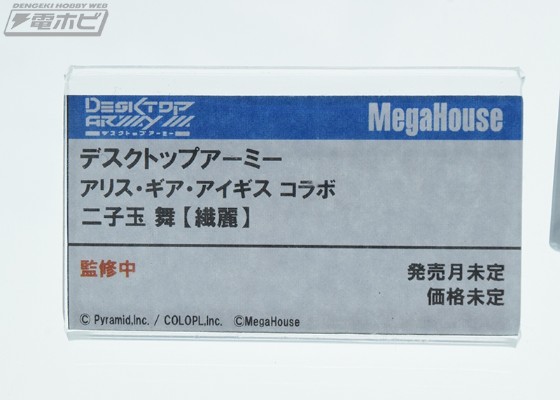 DENGEKI HOBBY WEB
電ホビ
DESKTOP
ARMY
デスクトップアーミー
MegaHouse
デスクトップアーミー
アリス・ギア・アイギス コラボ
二子玉 舞【繊麗】
監修中
発売月未定
価格未定
© Pyramid,Inc. / COLOPL,Inc. ©MegaHouse